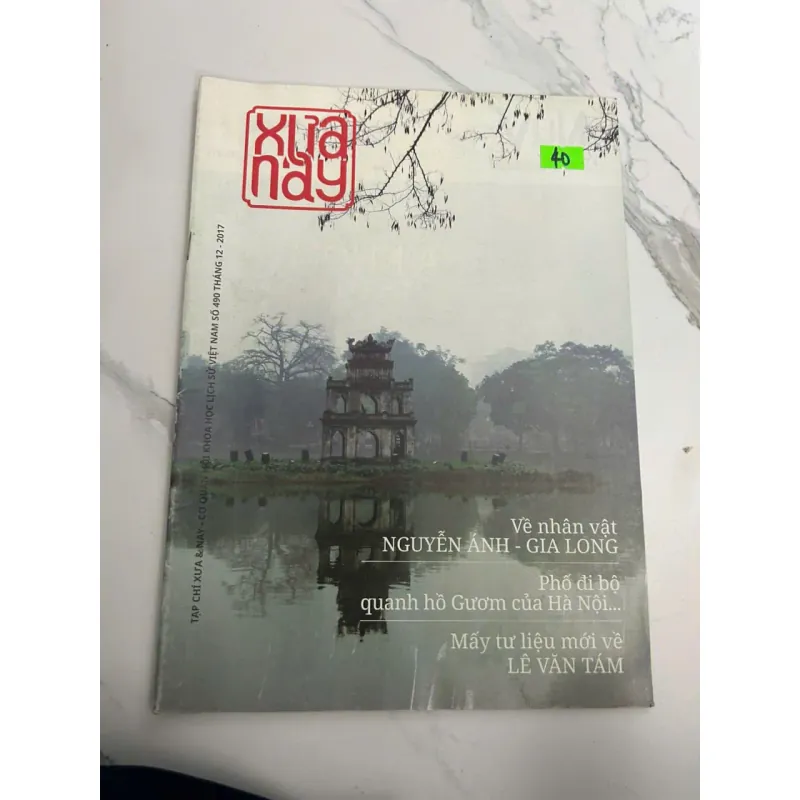 XƯA
NAY
40
TẠP CHÍ XƯA & NAY - CƠ QUAN HỘI KHOA HỌC LỊCH SỬ VIỆT NAM SỐ 490 THÁNG 12 - 2017
Về nhân vật
NGUYỄN ÁNH - GIA LONG
Phố đi bộ
quanh hồ Gươm của Hà Nội...
Mấy tư liệu mới về
LÊ VĂN TÁM